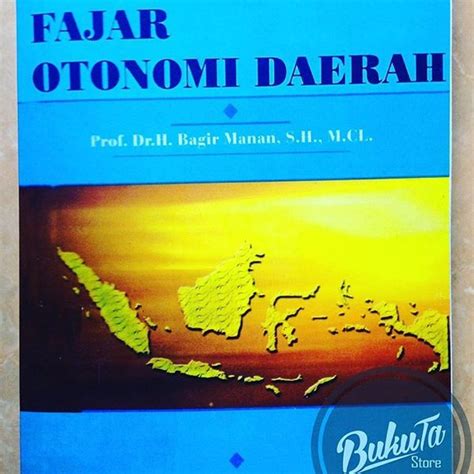 FAJAR
OTONOMI DAERAH
Prof. Dr.H. Bagir Manan, S.H., M.CL.
BukuTa
Store